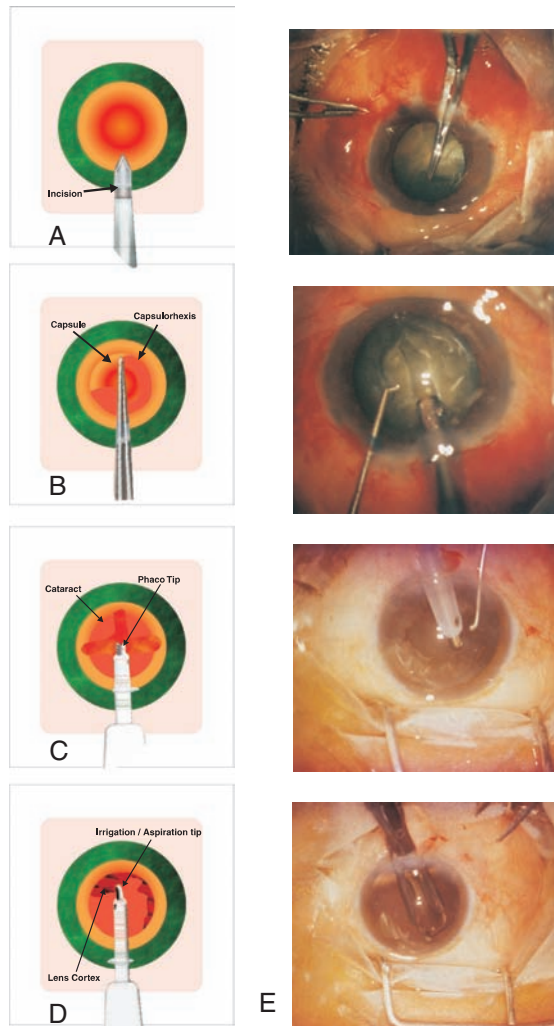 Incision
A
Capsulorhexis
Capsule
B
Phaco Tip
Cataract
C
Irrigation / Aspiration tip
Lens Cortex
D
E